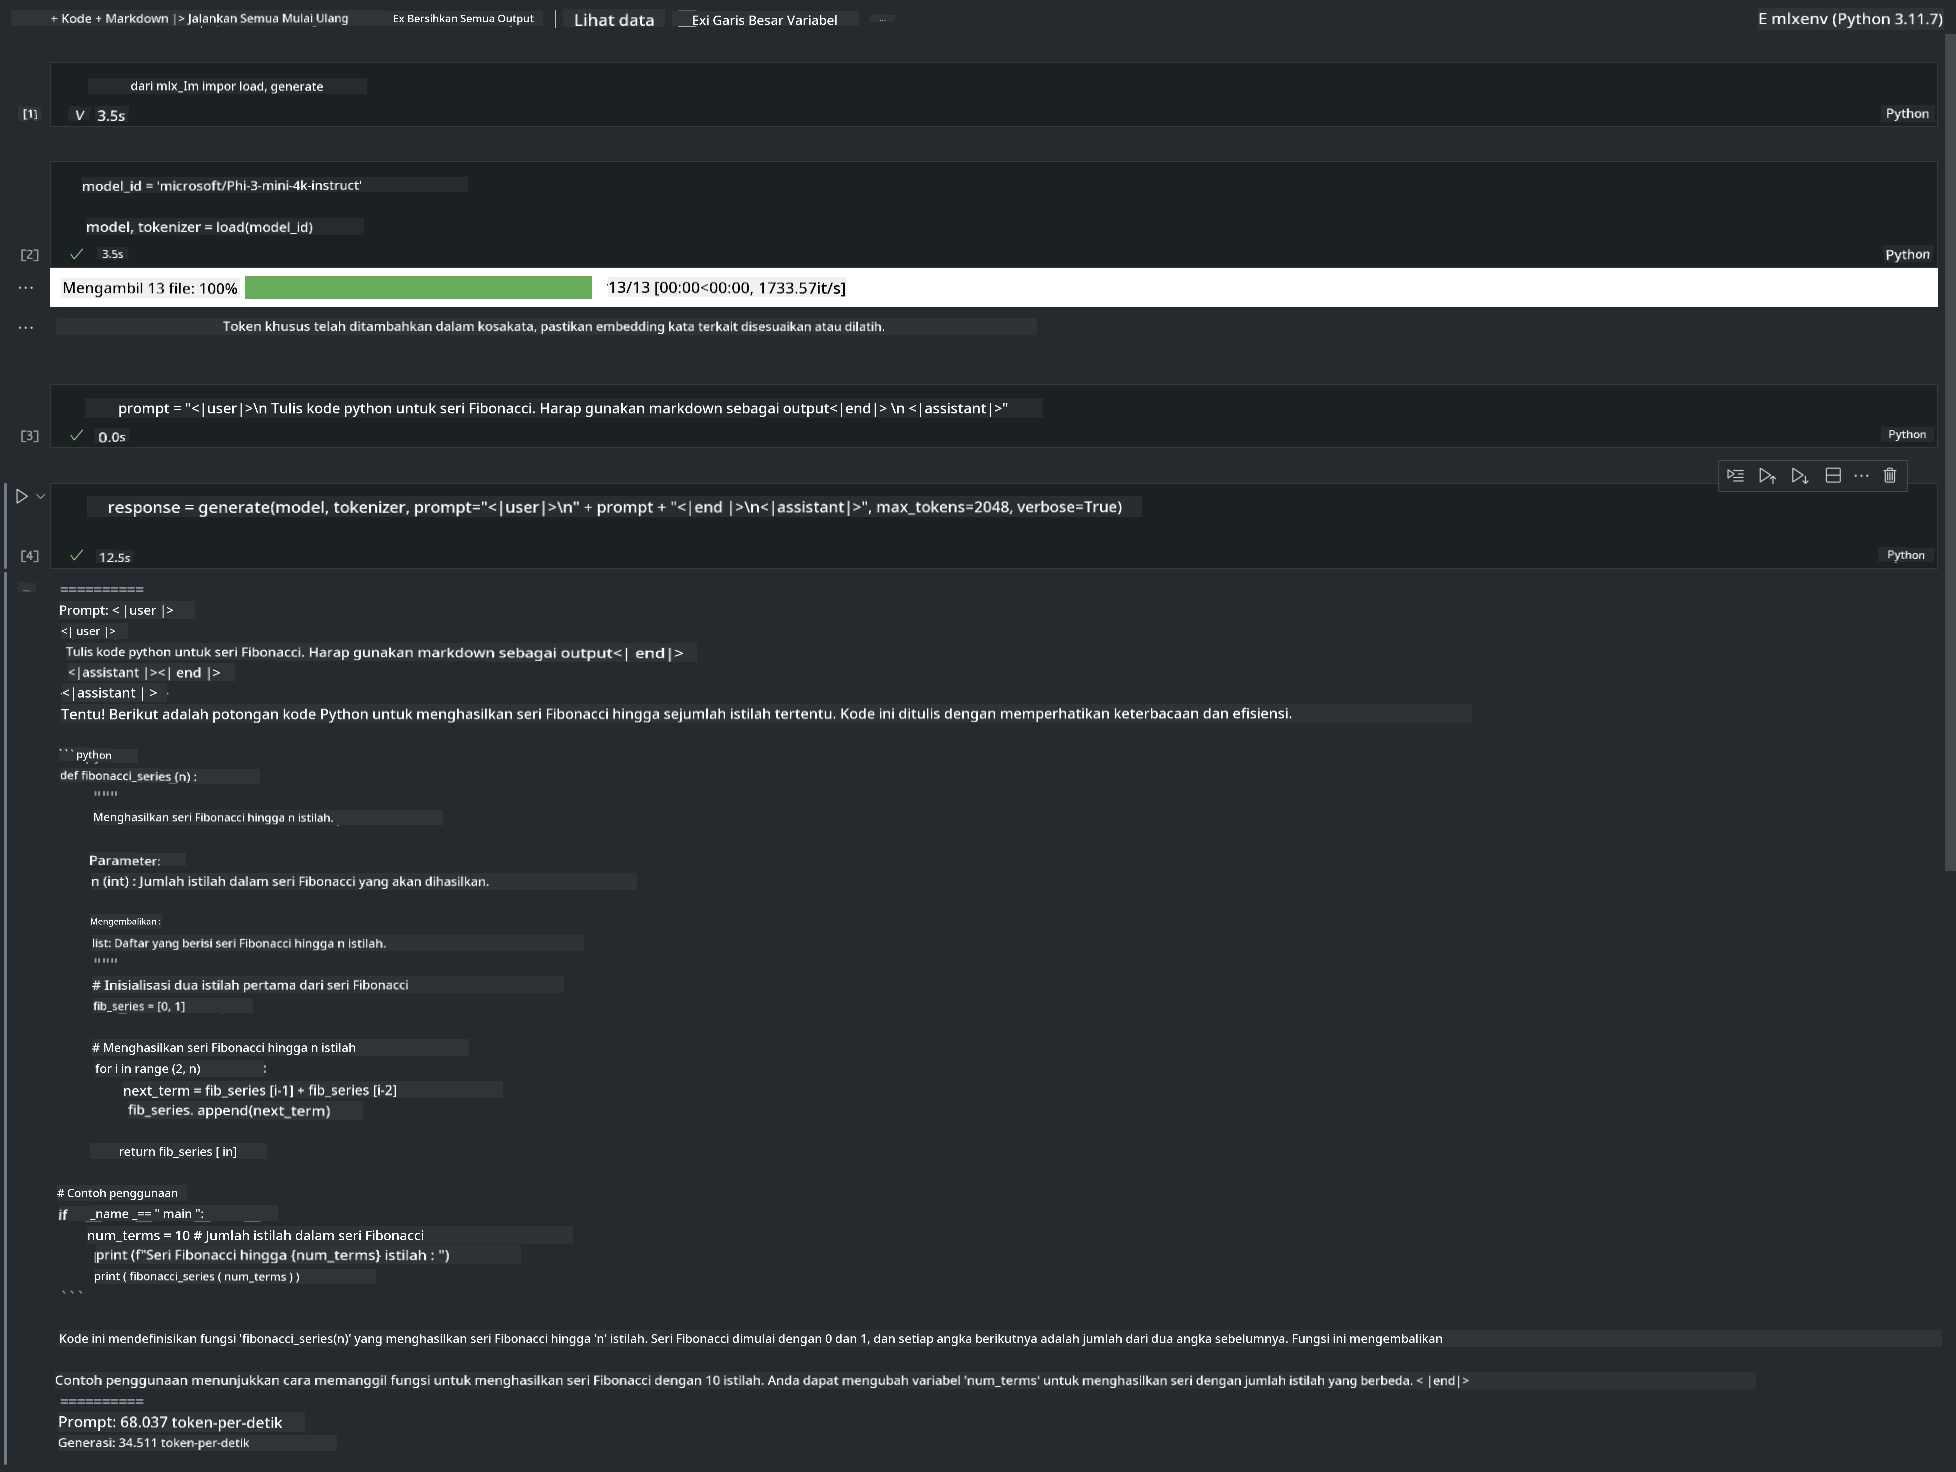 + Kode + Markdown |> Jalankan Semua Mulai Ulang Ex Bersihkan Semua Output | Lihat data Exi Garis Besar Variabel ... E mlxenv (Python 3.11.7)
dari mlx_Im impor load, generate
[1] V 3.5s Python
model_id = 'microsoft/Phi-3-mini-4k-instruct'
model, tokenizer = load(model_id)
[2] ✓ 3.5s Python
... Mengambil 13 file: 100% 13/13 [00:00<00:00, 1733.57it/s]
... Token khusus telah ditambahkan dalam kosakata, pastikan embedding kata terkait disesuaikan atau dilatih.
prompt = "<|user|>\n Tulis kode python untuk seri Fibonacci. Harap gunakan markdown sebagai output<|end|> \n <|assistant|>"
[3] ✓ 0.0s Python
response = generate(model, tokenizer, prompt="<|user|>\n" + prompt + "<|end |>\n<|assistant|>", max_tokens=2048, verbose=True)
[4] ✓ 12.5s Python
... ==========
Prompt: < |user |>
<| user |>
Tulis kode python untuk seri Fibonacci. Harap gunakan markdown sebagai output<| end|>
<|assistant |><| end |>
<|assistant | >
Tentu! Berikut adalah potongan kode Python untuk menghasilkan seri Fibonacci hingga sejumlah istilah tertentu. Kode ini ditulis dengan memperhatikan keterbacaan dan efisiensi.
```python
def fibonacci_series (n) :
"""
Menghasilkan seri Fibonacci hingga n istilah.
Parameter:
n (int) : Jumlah istilah dalam seri Fibonacci yang akan dihasilkan.
Mengembalikan :
list: Daftar yang berisi seri Fibonacci hingga n istilah.
"""
# Inisialisasi dua istilah pertama dari seri Fibonacci
fib_series = [0, 1]
# Menghasilkan seri Fibonacci hingga n istilah
for i in range (2, n) :
next_term = fib_series [i-1] + fib_series [i-2]
fib_series. append(next_term)
return fib_series [ in]
# Contoh penggunaan
if _name _== " main ":
num_terms = 10 # Jumlah istilah dalam seri Fibonacci
print (f"Seri Fibonacci hingga {num_terms} istilah : ")
print ( fibonacci_series ( num_terms ) )
```
Kode ini mendefinisikan fungsi 'fibonacci_series(n)' yang menghasilkan seri Fibonacci hingga 'n' istilah. Seri Fibonacci dimulai dengan 0 dan 1, dan setiap angka berikutnya adalah jumlah dari dua angka sebelumnya. Fungsi ini mengembalikan
Contoh penggunaan menunjukkan cara memanggil fungsi untuk menghasilkan seri Fibonacci dengan 10 istilah. Anda dapat mengubah variabel 'num_terms' untuk menghasilkan seri dengan jumlah istilah yang berbeda. < |end|>
==========
Prompt: 68.037 token-per-detik
Generasi: 34.511 token-per-detik